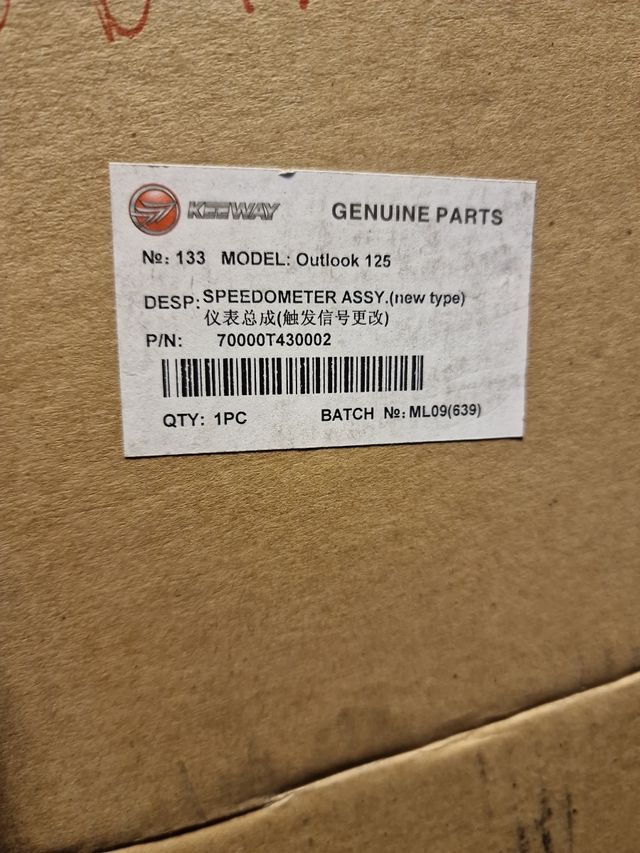 KEEWAY GENUINE PARTS
№: 133 MODEL: Outlook 125
DESP: SPEEDOMETER ASSY.(new type)
仪表总成(触发信号更改)
P/N: 70000T430002
QTY: 1PC BATCH №: ML09(639)